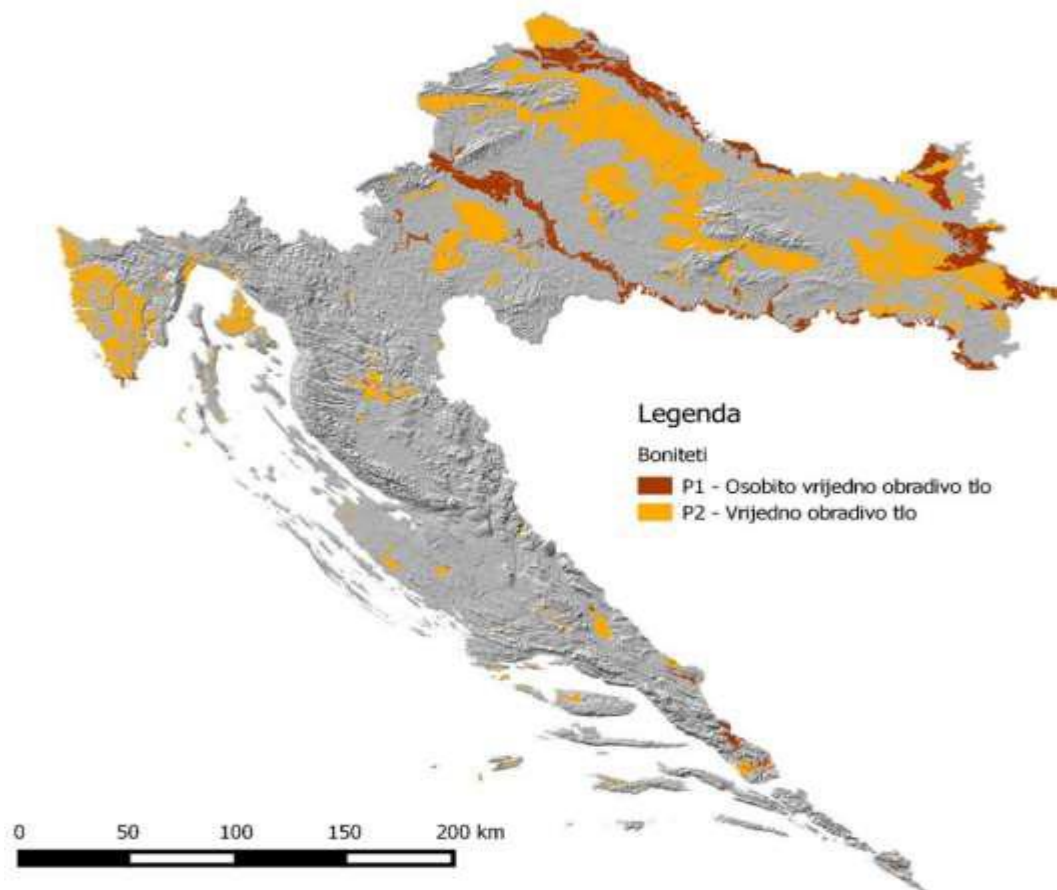 Legenda
Boniteti
P1 - Osobito vrijedno obradivo tlo
P2 - Vrijedno obradivo tlo
0 50 100 150 200 km